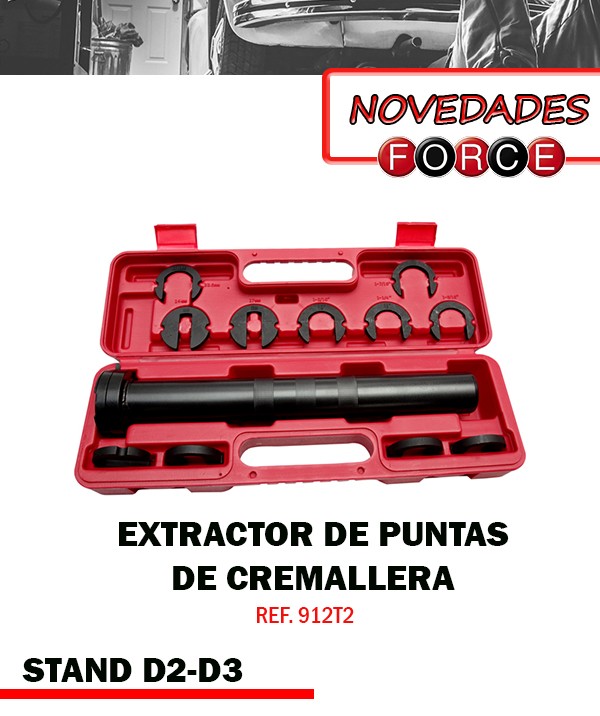 NOVEDADES
FORCE
EXTRACTOR DE PUNTAS
DE CREMALLERA
REF. 912T2
STAND D2-D3